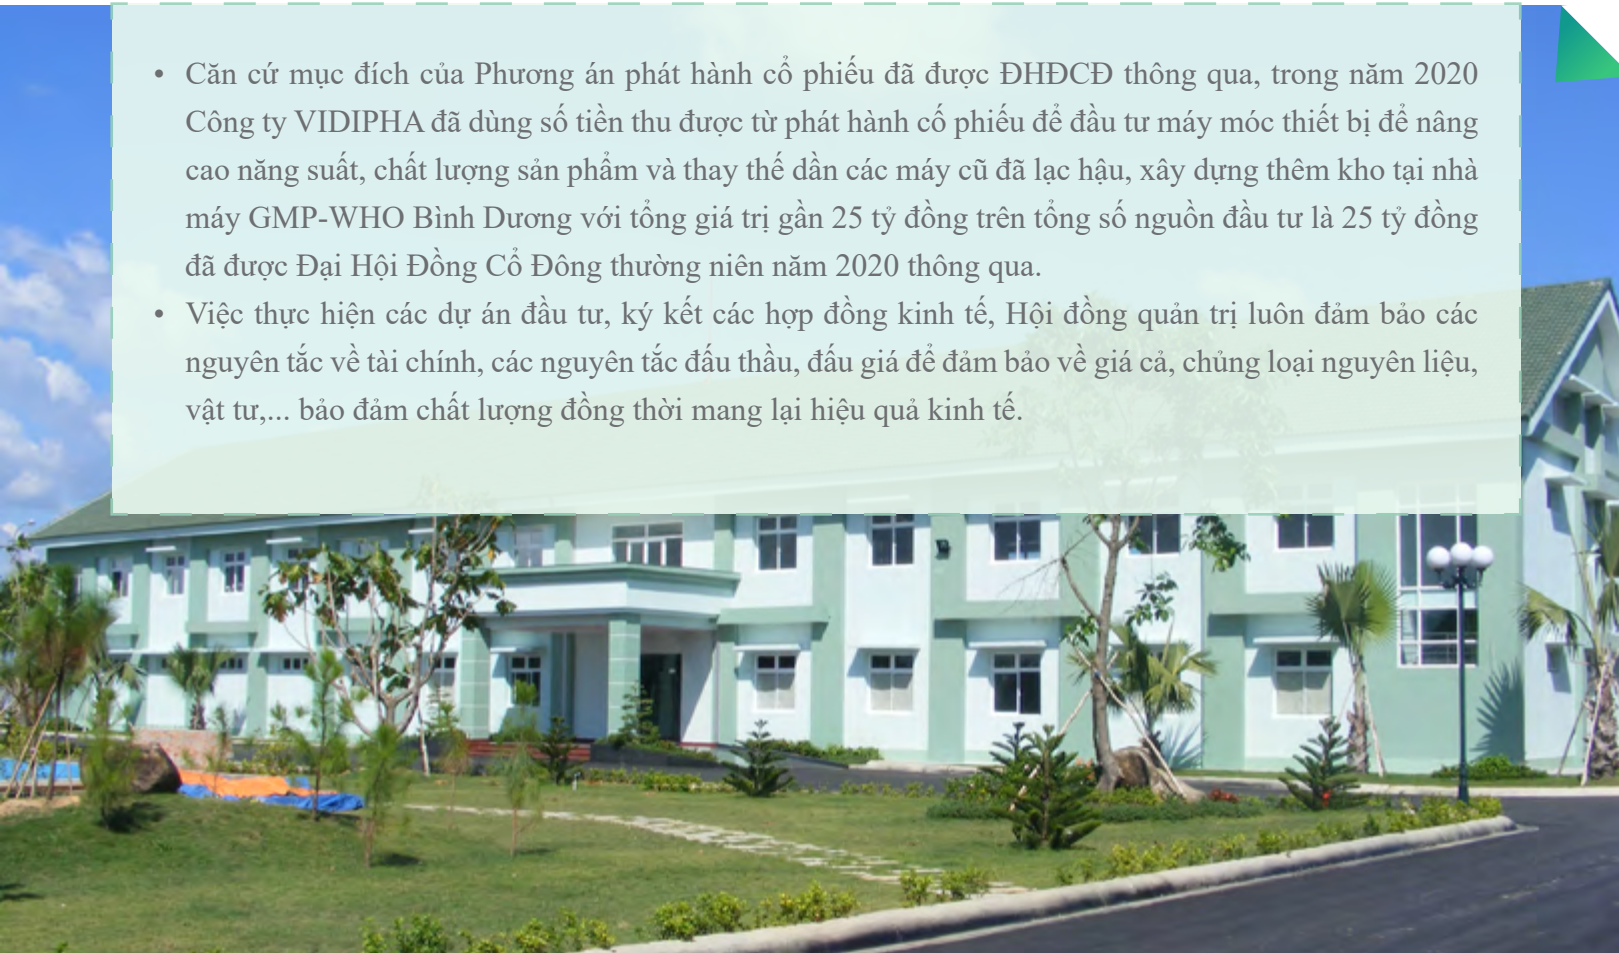 • Căn cứ mục đích của Phương án phát hành cổ phiếu đã được ĐHĐCĐ thông qua, trong năm 2020
Công ty VIDIPHA đã dùng số tiền thu được từ phát hành cố phiếu để đầu tư máy móc thiết bị để nâng
cao năng suất, chất lượng sản phẩm và thay thế dần các máy cũ đã lạc hậu, xây dựng thêm kho tại nhà
máy GMP-WHO Bình Dương với tổng giá trị gần 25 tỷ đồng trên tổng số nguồn đầu tư là 25 tỷ đồng
đã được Đại Hội Đồng Cổ Đông thường niên năm 2020 thông qua.
• Việc thực hiện các dự án đầu tư, ký kết các hợp đồng kinh tế, Hội đồng quản trị luôn đảm bảo các
nguyên tắc về tài chính, các nguyên tắc đấu thầu, đấu giá để đảm bảo về giá cả, chủng loại nguyên liệu,
vật tư,... bảo đảm chất lượng đồng thời mang lại hiệu quả kinh tế.